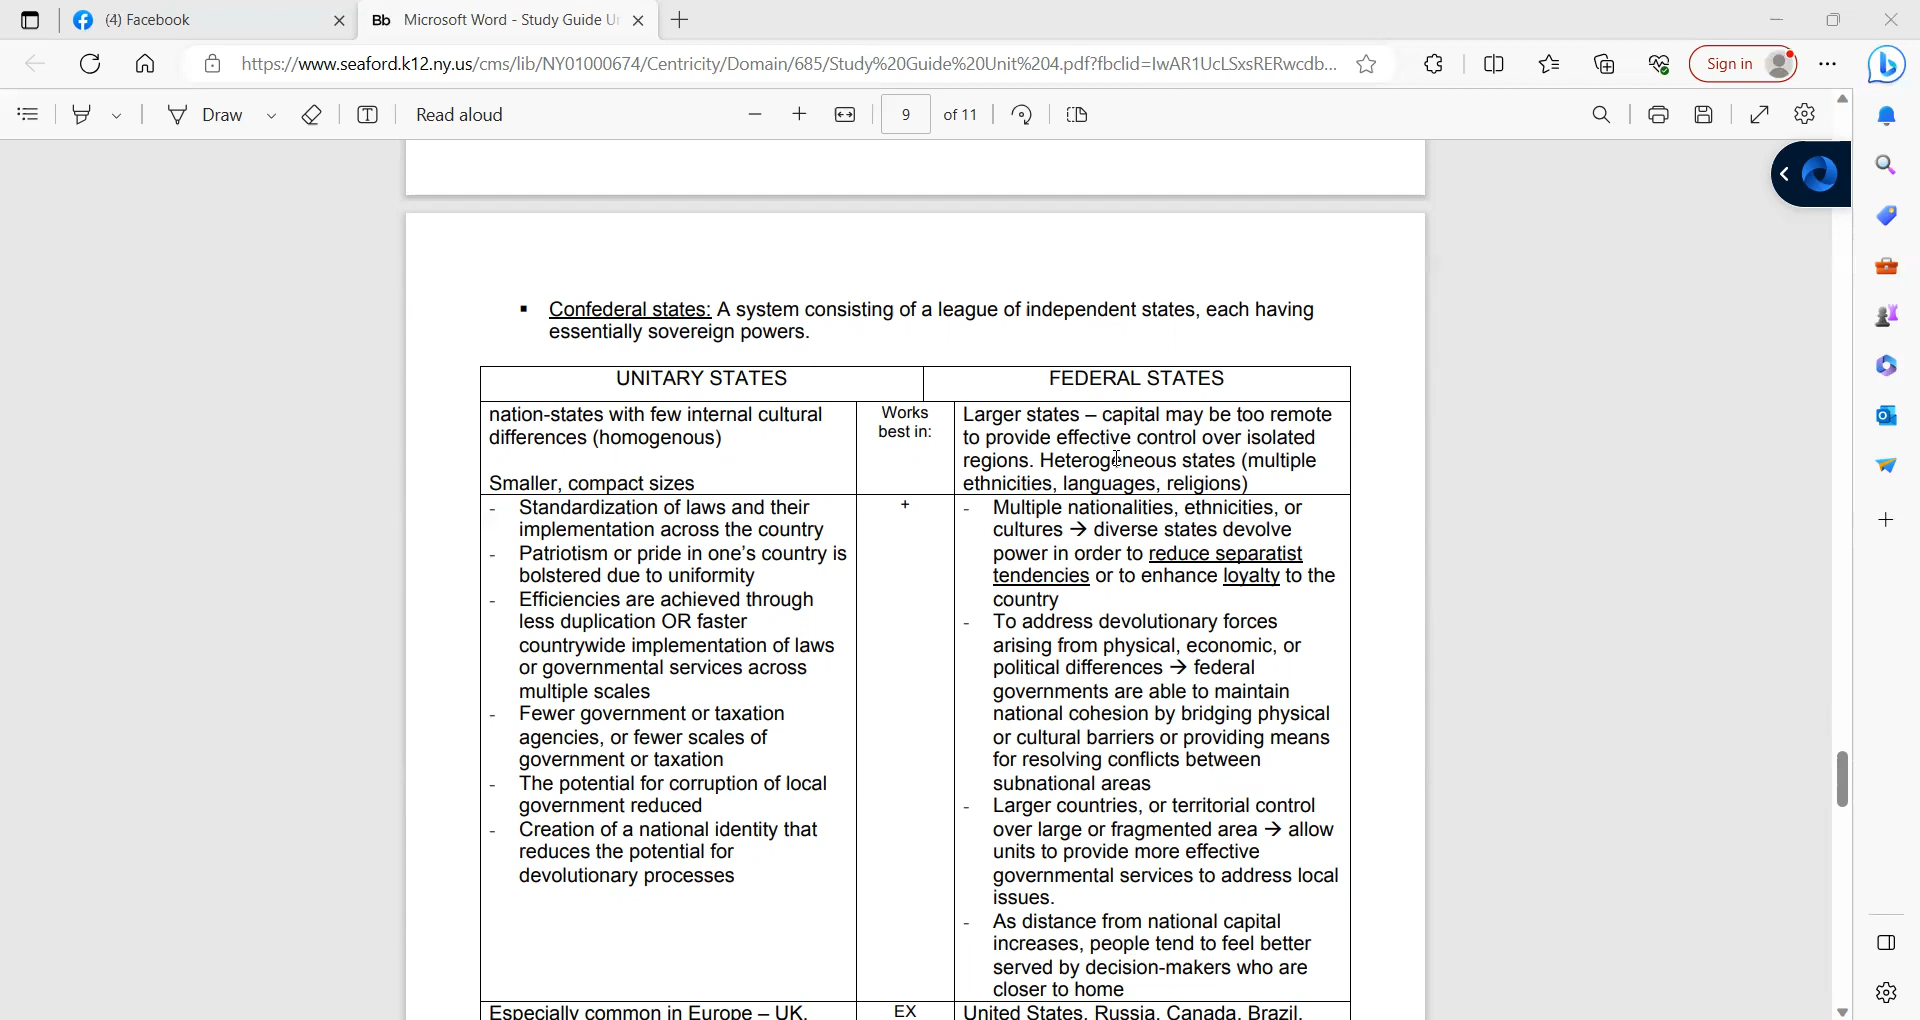 (4) Facebook
Bb Microsoft Word - Study Guide Un
https://www.seaford.k12.ny.us/cms/lib/NY01000674/Centricity/Domain/685/Study%20Guide%20Unit%204.pdf?fbclid=IwAR1UcLSxsRERwcdb...
Sign in
Draw
Read aloud
9 of 11
▪ Confederal states: A system consisting of a league of independent states, each having
essentially sovereign powers.
UNITARY STATES
FEDERAL STATES
nation-states with few internal cultural
differences (homogenous)
Smaller, compact sizes
Works
best in:
Larger states – capital may be too remote
to provide effective control over isolated
regions. Heterogeneous states (multiple
ethnicities, languages, religions)
- Standardization of laws and their
implementation across the country
- Patriotism or pride in one's country is
bolstered due to uniformity
- Efficiencies are achieved through
less duplication OR faster
countrywide implementation of laws
or governmental services across
multiple scales
- Fewer government or taxation
agencies, or fewer scales of
government or taxation
- The potential for corruption of local
government reduced
- Creation of a national identity that
reduces the potential for
devolutionary processes
+
- Multiple nationalities, ethnicities, or
cultures → diverse states devolve
power in order to reduce separatist
tendencies or to enhance loyalty to the
country
- To address devolutionary forces
arising from physical, economic, or
political differences → federal
governments are able to maintain
national cohesion by bridging physical
or cultural barriers or providing means
for resolving conflicts between
subnational areas
- Larger countries, or territorial control
over large or fragmented area → allow
units to provide more effective
governmental services to address local
issues.
- As distance from national capital
increases, people tend to feel better
served by decision-makers who are
closer to home
Especially common in Europe – UK,
EX
United States, Russia, Canada, Brazil,